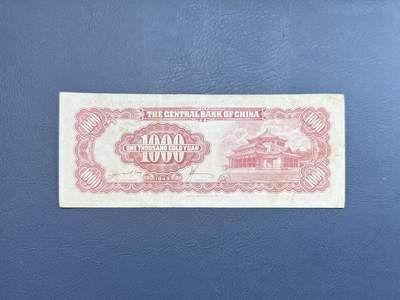 THE CENTRAL BANK OF CHINA
1000 1000
1000
ONE THOUSAND GOLD YUAN
1000 1000